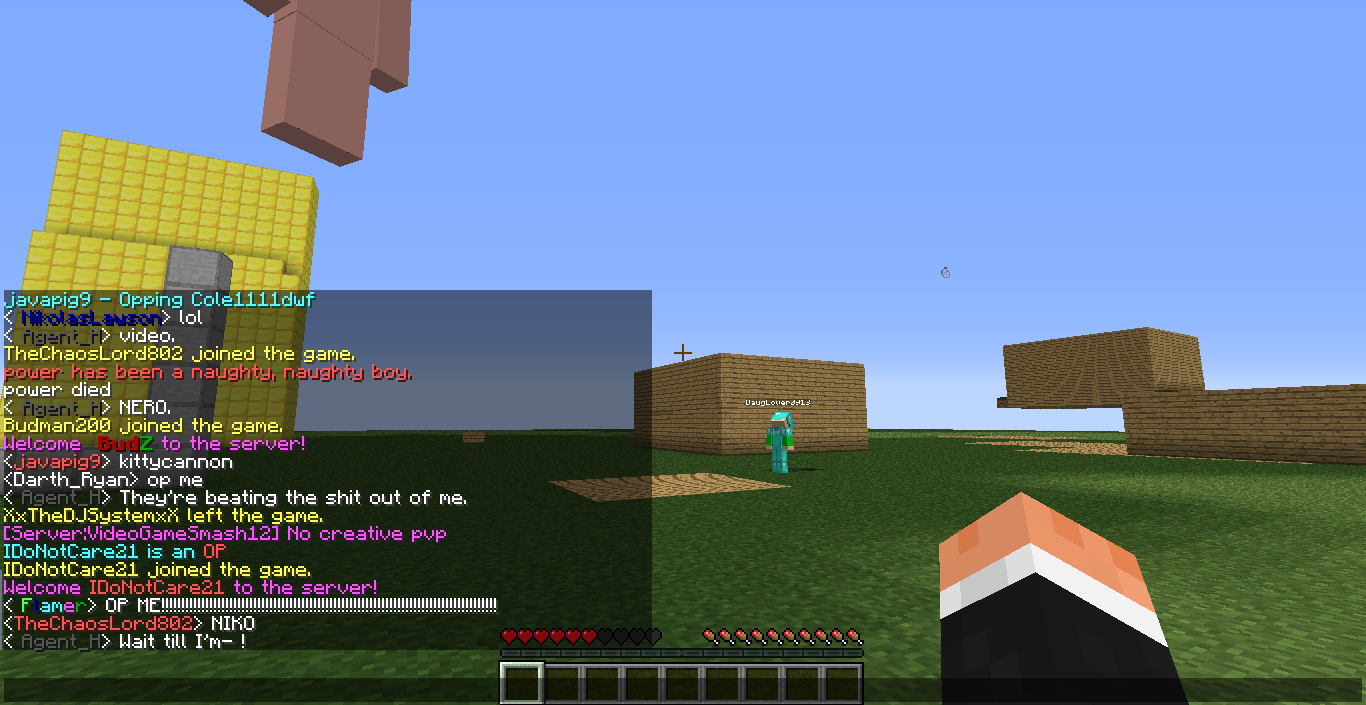 javapig9 - Opping Cole1111dwf
< NikolasLawson> lol
< Agent_H> video.
TheChaosLord802 joined the game.
power has been a naughty, naughty boy.
power died
< Agent_H> NERO.
Budman200 joined the game.
Welcome BudZ to the server!
<javapig9> kittycannon
DaugLover8913
<Darth_Ryan> op me
< Agent_H> They're beating the shit out of me.
XxTheDJSystemxX left the game.
[Server:VideoGameSmash12] No creative pvp
IDoNotCare21 is an OP
IDoNotCare21 joined the game.
Welcome IDoNotCare21 to the server!
< Flamer> OP ME!!!!!!!!!!!!!!!!!!!!!!!!!!!!!!!!!!!!!!!!!!!!!!!!!!!!!!!!!!!!!!!!!!!!!!!!!!!!!!!!!!!!
<TheChaosLord802> NIKO
< Agent_H> Wait till I'm- !